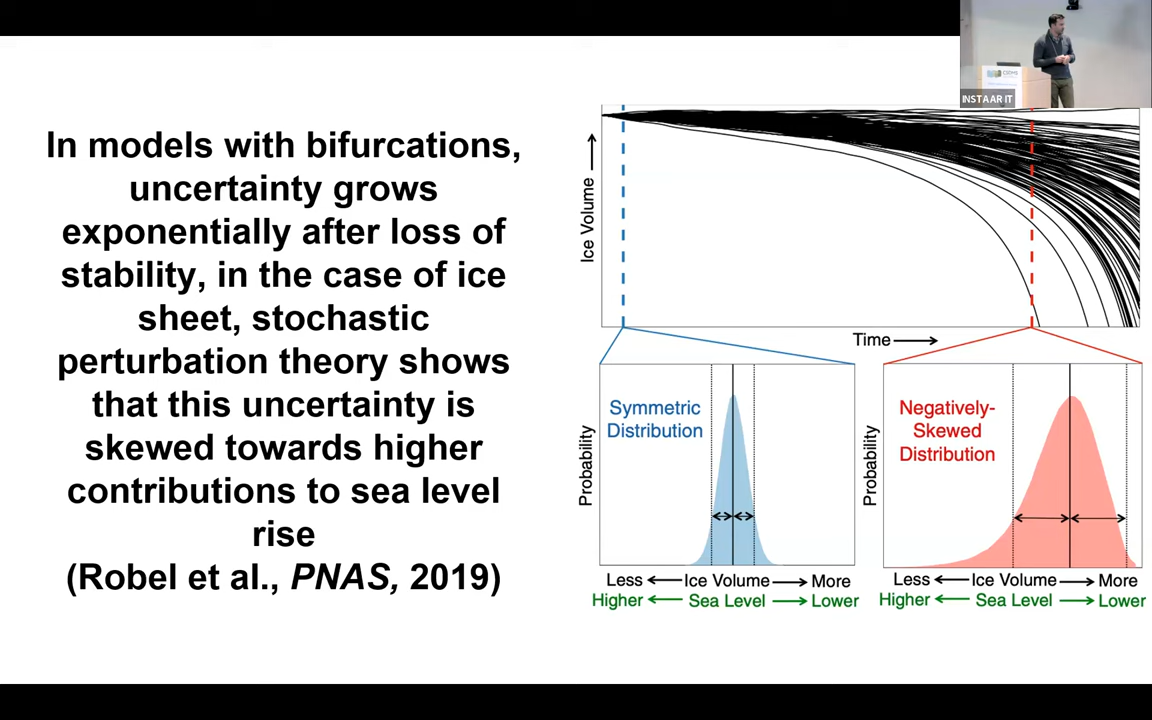 In models with bifurcations,
uncertainty grows
exponentially after loss of
stability, in the case of ice
sheet, stochastic
perturbation theory shows
that this uncertainty is
skewed towards higher
contributions to sea level
rise
(Robel et al., PNAS, 2019)
INSTAAR IT
Ice Volume
Time
Symmetric
Distribution
Probability
Less Ice Volume More
Higher Sea Level Lower
Negatively-
Skewed
Distribution
Probability
Less Ice Volume More
Higher Sea Level Lower